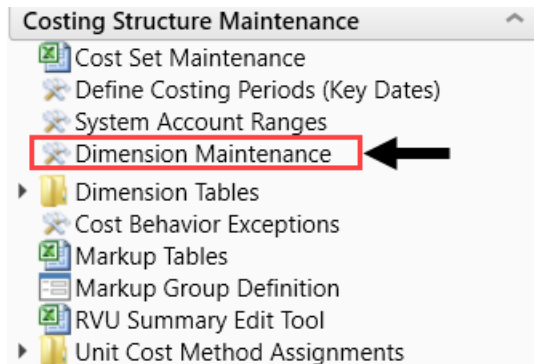 Costing Structure Maintenance
Cost Set Maintenance
Define Costing Periods (Key Dates)
System Account Ranges
Dimension Maintenance
Dimension Tables
Cost Behavior Exceptions
Markup Tables
Markup Group Definition
RVU Summary Edit Tool
Unit Cost Method Assignments